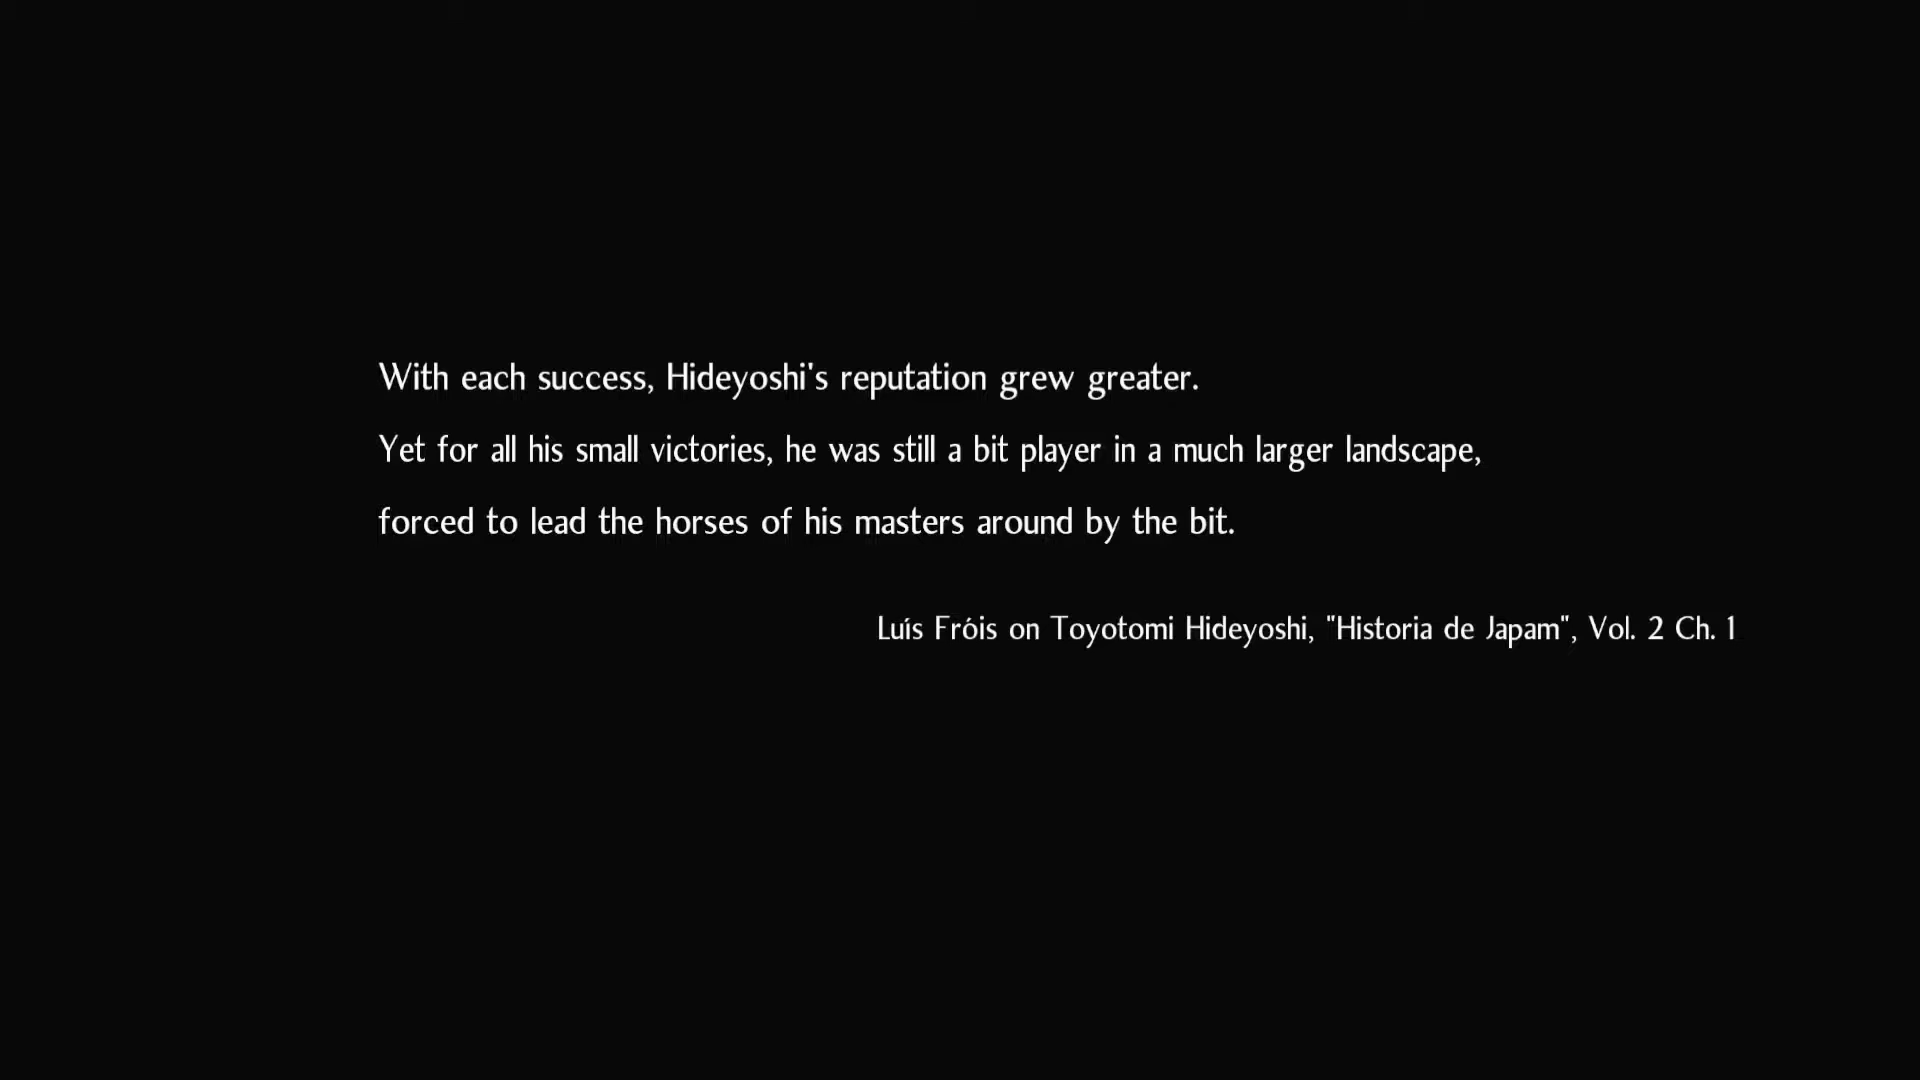 With each success, Hideyoshi's reputation grew greater.
Yet for all his small victories, he was still a bit player in a much larger landscape,
forced to lead the horses of his masters around by the bit.
Luís Fróis on Toyotomi Hideyoshi, "Historia de Japam", Vol. 2 Ch. 1